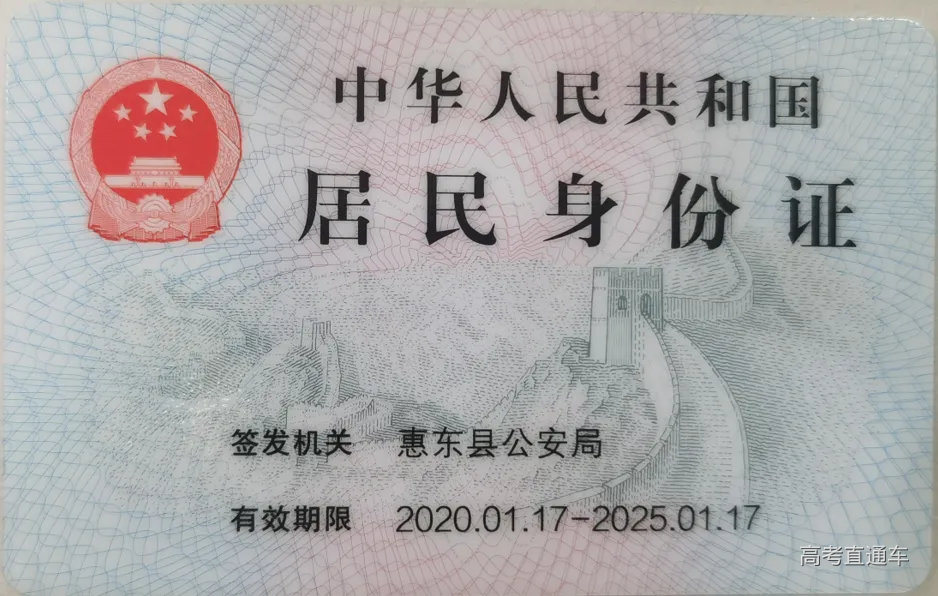 中华人民共和国
居民身份证
签发机关 惠东县公安局
有效期限 2020.01.17-2025.01.17
高考直通车